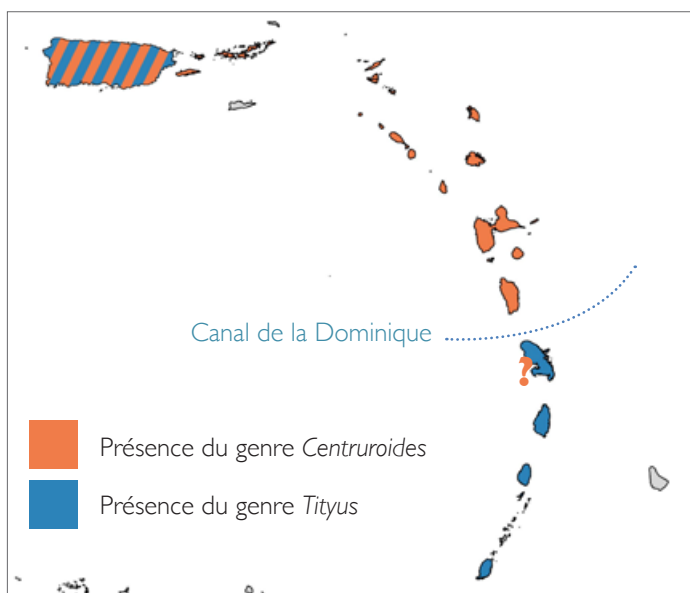 Canal de la Dominique
?
Présence du genre Centruroides
Présence du genre Tityus